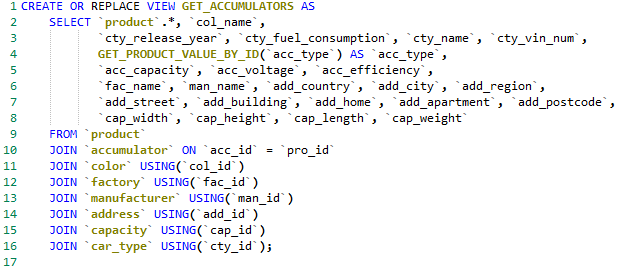 1 CREATE OR REPLACE VIEW GET_ACCUMULATORS AS
2 SELECT `product`.*, `col_name`,
3 `cty_release_year`, `cty_fuel_consumption`, `cty_name`, `cty_vin_num`,
4 GET_PRODUCT_VALUE_BY_ID(`acc_type`) AS `acc_type`,
5 `acc_capacity`, `acc_voltage`, `acc_efficiency`,
6 `fac_name`, `man_name`, `add_country`, `add_city`, `add_region`,
7 `add_street`, `add_building`, `add_home`, `add_apartment`, `add_postcode`,
8 `cap_width`, `cap_height`, `cap_length`, `cap_weight`
9 FROM `product`
10 JOIN `accumulator` ON `acc_id` = `pro_id`
11 JOIN `color` USING(`col_id`)
12 JOIN `factory` USING(`fac_id`)
13 JOIN `manufacturer` USING(`man_id`)
14 JOIN `address` USING(`add_id`)
15 JOIN `capacity` USING(`cap_id`)
16 JOIN `car_type` USING(`cty_id`);
17